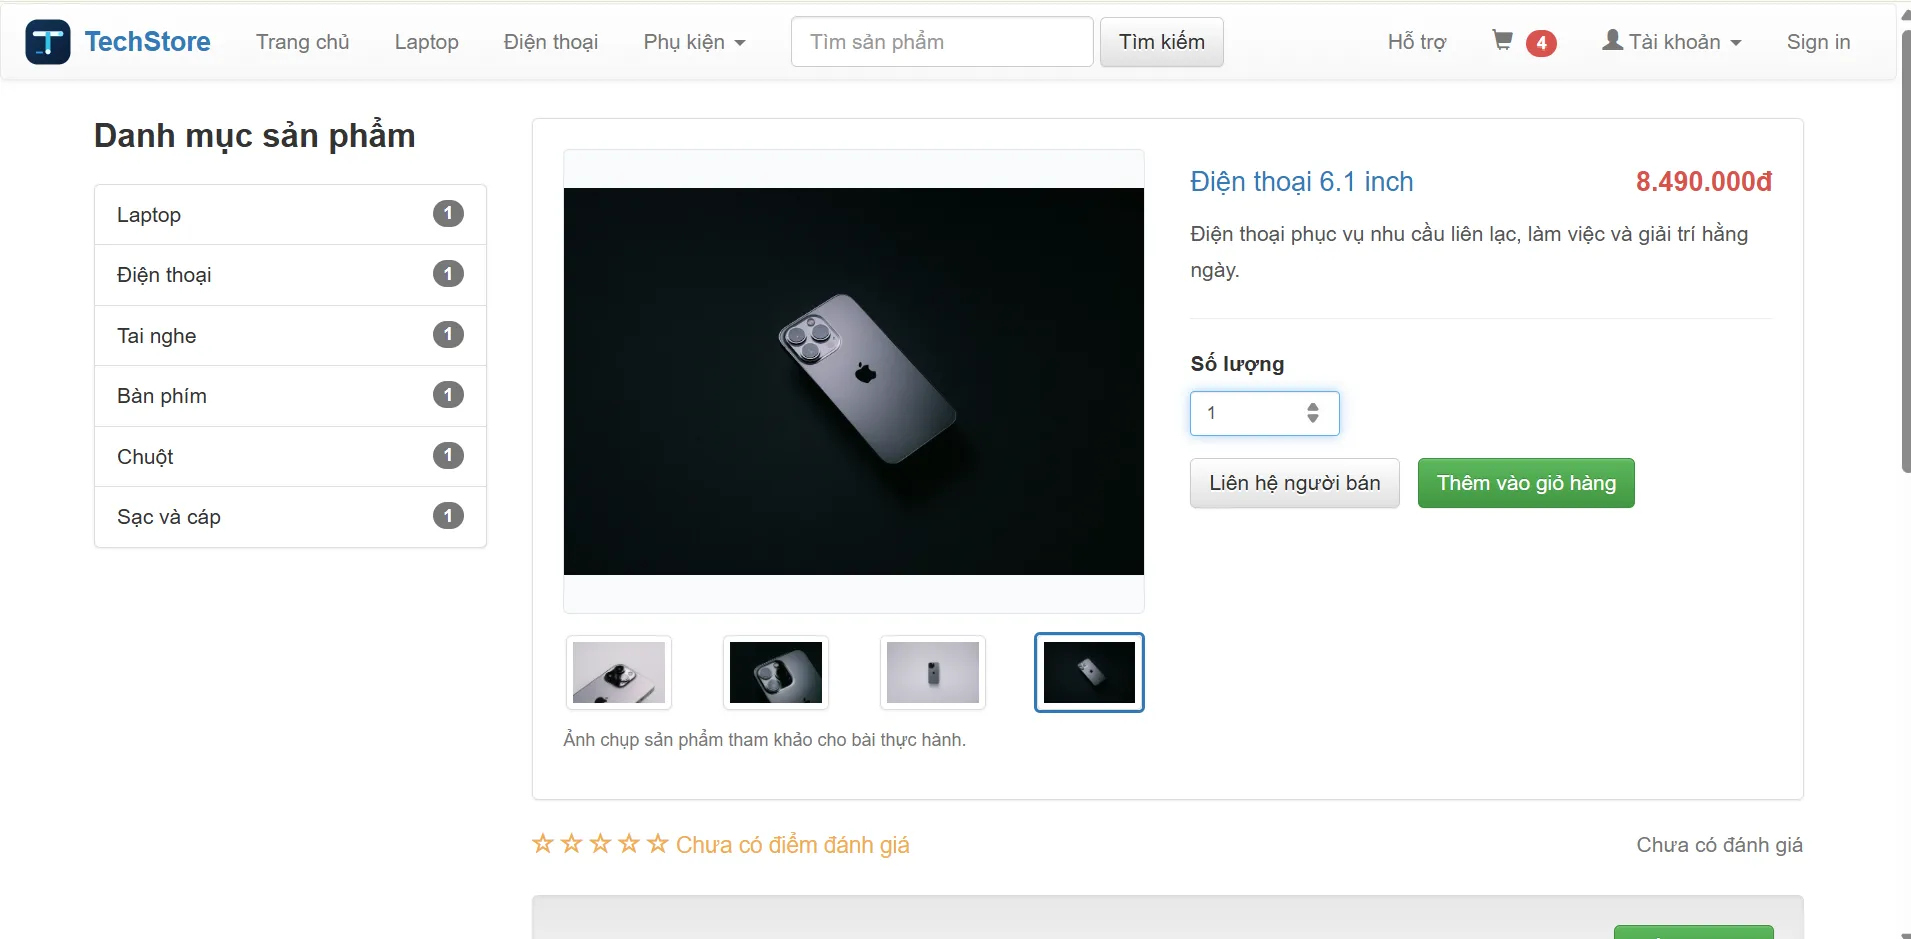 TechStore Trang chủ Laptop Điện thoại Phụ kiện Tìm sản phẩm Tìm kiếm Hỗ trợ 4 Tài khoản Sign in
Danh mục sản phẩm
Laptop 1
Điện thoại 1
Tai nghe 1
Bàn phím 1
Chuột 1
Sạc và cáp 1
Điện thoại 6.1 inch 8.490.000đ
Điện thoại phục vụ nhu cầu liên lạc, làm việc và giải trí hằng
ngày.
Số lượng
1
Liên hệ người bán Thêm vào giỏ hàng
Ảnh chụp sản phẩm tham khảo cho bài thực hành.
Chưa có điểm đánh giá Chưa có đánh giá